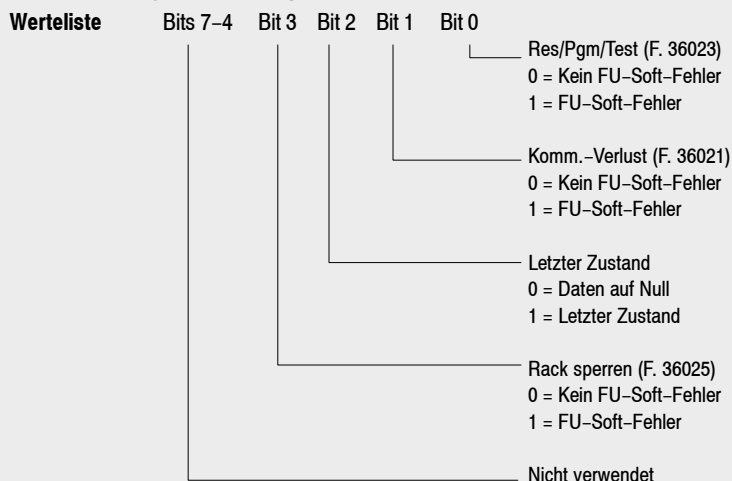 Werteliste Bits 7–4 Bit 3 Bit 2 Bit 1 Bit 0
Res/Pgm/Test (F. 36023)
0 = Kein FU–Soft–Fehler
1 = FU–Soft–Fehler
Komm.–Verlust (F. 36021)
0 = Kein FU–Soft–Fehler
1 = FU–Soft–Fehler
Letzter Zustand
0 = Daten auf Null
1 = Letzter Zustand
Rack sperren (F. 36025)
0 = Kein FU–Soft–Fehler
1 = FU–Soft–Fehler
Nicht verwendet